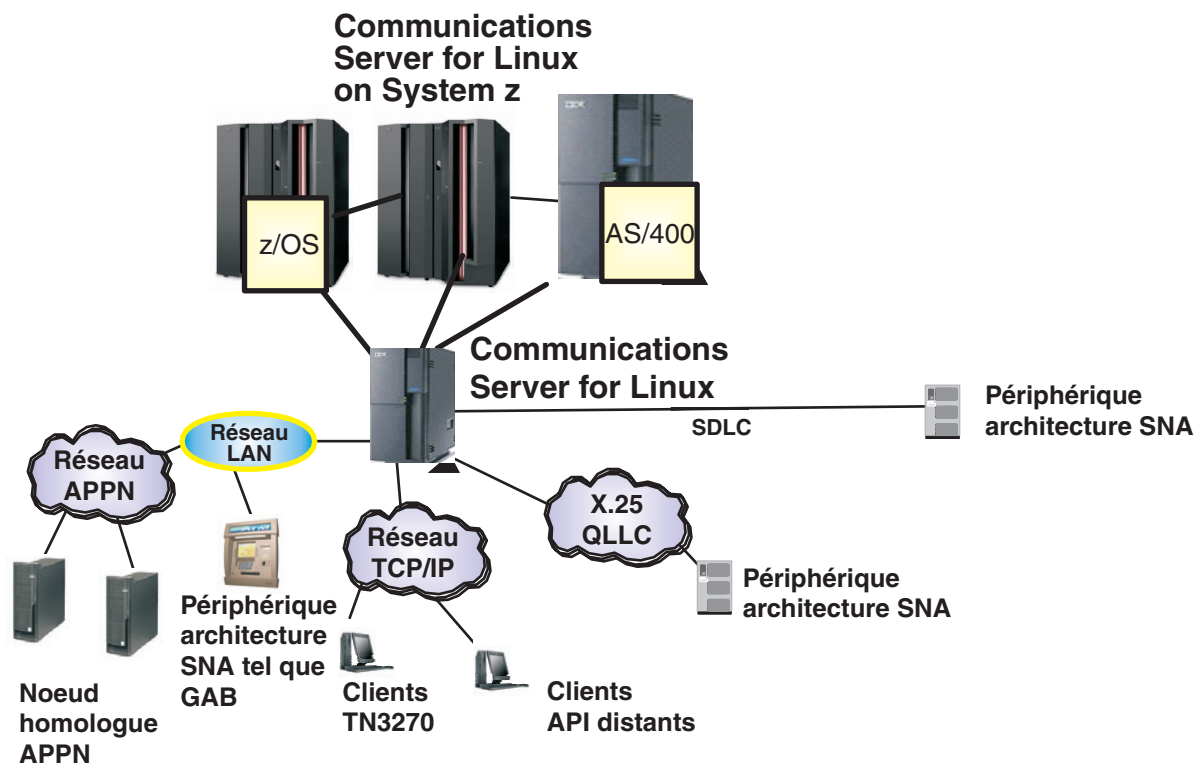 Communications
Server for Linux
on System z
z/OS
AS/400
Communications
Server for Linux
SDLC
Périphérique
architecture SNA
Réseau
LAN
Réseau
APPN
X.25
QLLC
Réseau
TCP/IP
Périphérique
architecture SNA
Périphérique
architecture
SNA tel que
GAB
Noeud
homologue
APPN
Clients
TN3270
Clients
API distants